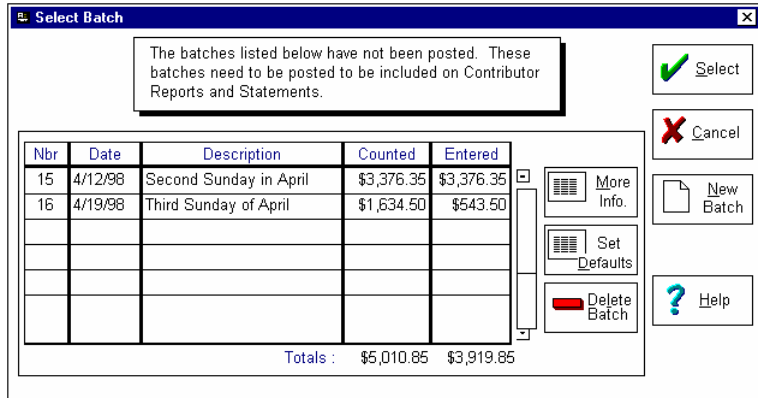 Select Batch
The batches listed below have not been posted. These
batches need to be posted to be included on Contributor
Reports and Statements.
Select
Cancel
Nbr Date Description Counted Entered
15 4/12/98 Second Sunday in April $3,376.35 $3,376.35
16 4/19/98 Third Sunday of April $1,634.50 $543.50
Totals : $5,010.85 $3,919.85
More
Info.
Set
Defaults
Delete
Batch
New
Batch
Help